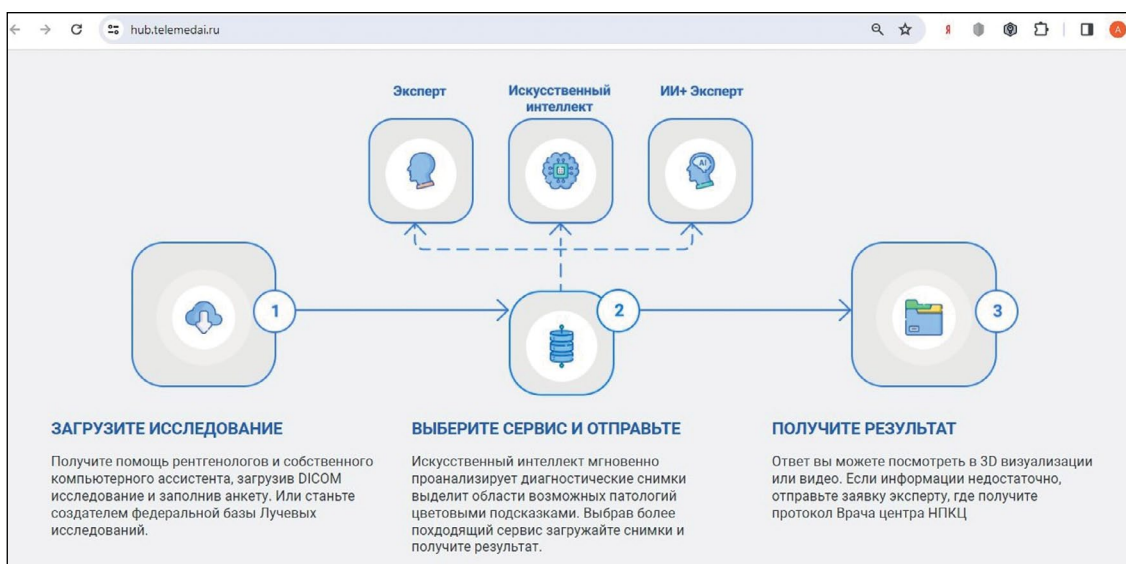 hub.telemedai.ru
Эксперт
Искусственный
интеллект
ИИ+ Эксперт
AI
1
2
3
ЗАГРУЗИТЕ ИССЛЕДОВАНИЕ
Получите помощь рентгенологов и собственного
компьютерного ассистента, загрузив DICOM
исследование и заполнив анкету. Или станьте
создателем федеральной базы Лучевых
исследований.
ВЫБЕРИТЕ СЕРВИС И ОТПРАВЬТЕ
Искусственный интеллект мгновенно
проанализирует диагностические снимки
выделит области возможных патологий
цветовыми подсказками. Выбрав более
походящий сервис загружайте снимки и
получите результат.
ПОЛУЧИТЕ РЕЗУЛЬТАТ
Ответ вы можете посмотреть в 3D визуализации
или видео. Если информации недостаточно,
отправьте заявку эксперту, где получите
протокол Врача центра НПКЦ